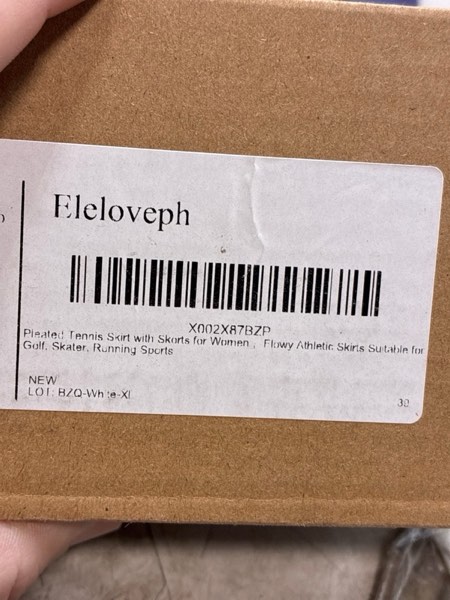 Eleloveph
X002X87BZP
Pleated Tennis Skirt with Skorts for Women , Flowy Athletic Skirts Suitable for
Golf, Skater, Running Sports
NEW
LOT: BZQ-White-Xl
30